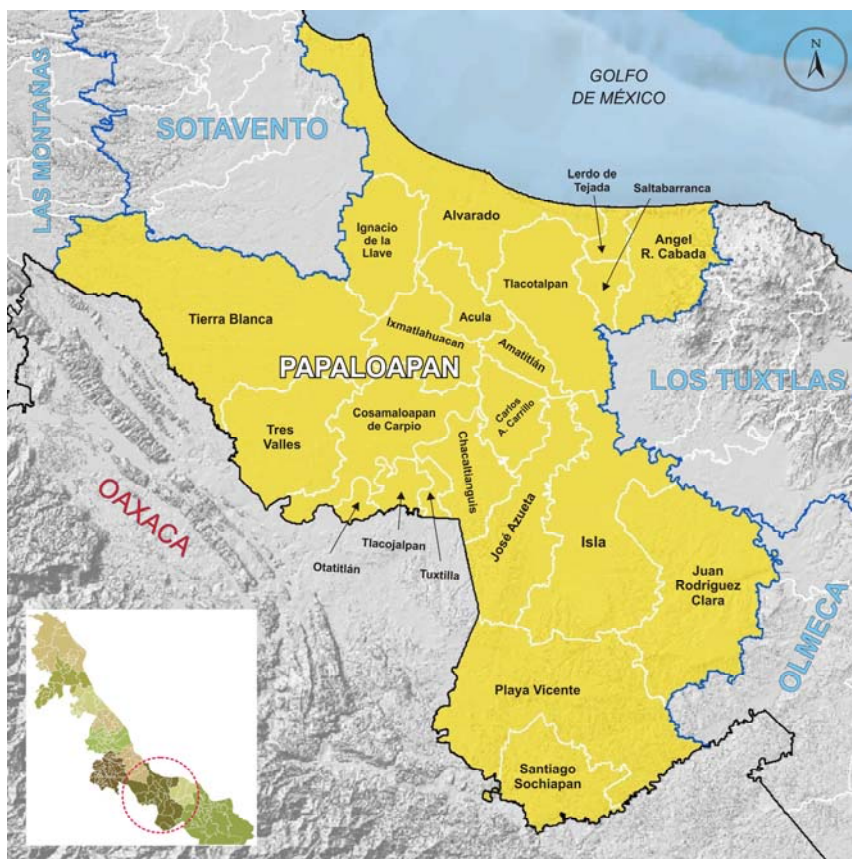 N
GOLFO
DE MÉXICO
LAS MONTAÑAS
SOTAVENTO
Lerdo de
Tejada
Saltabarranca
Alvarado
Ignacio
de la
Llave
Angel
R. Cabada
Tlacotalpan
Tierra Blanca
Acula
Ixmatlahuacan
Amatitlán
PAPALOAPAN
LOS TUXTLAS
Carlos
A. Carrillo
Cosamaloapan
de Carpio
Tres
Valles
Chacaltianguis
OAXACA
José Azueta
Isla
Tlacojalpan
Otatitlán
Tuxtilla
Juan
Rodriguez
Clara
OLMECA
Playa Vicente
Santiago
Sochiapan